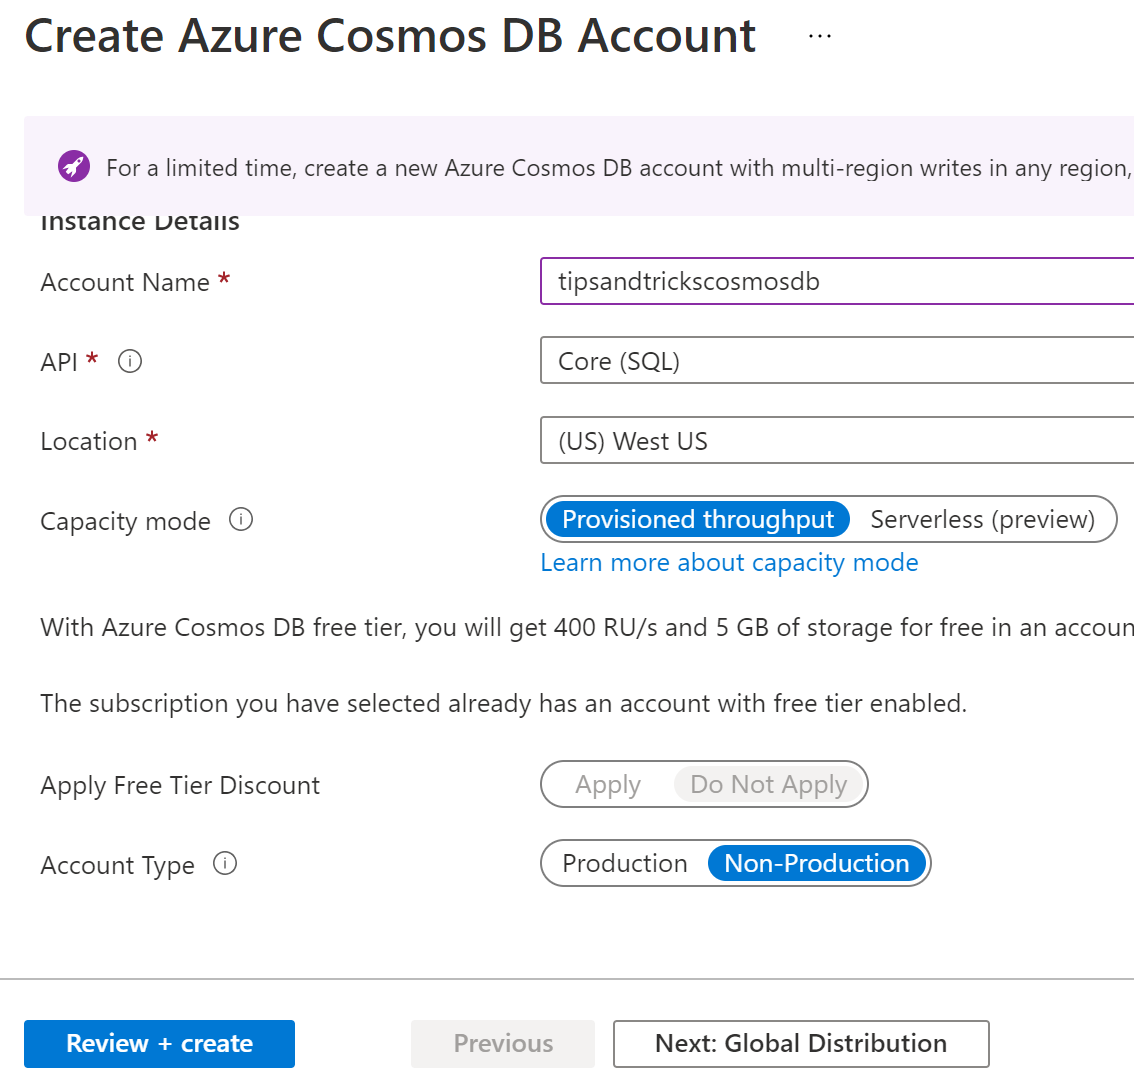 Create Azure Cosmos DB Account ...
For a limited time, create a new Azure Cosmos DB account with multi-region writes in any region,
Instance Details
Account Name * tipsandtrickscosmosdb
API * Core (SQL)
Location * (US) West US
Capacity mode Provisioned throughput Serverless (preview)
Learn more about capacity mode
With Azure Cosmos DB free tier, you will get 400 RU/s and 5 GB of storage for free in an accoun
The subscription you have selected already has an account with free tier enabled.
Apply Free Tier Discount Apply Do Not Apply
Account Type Production Non-Production
Review + create Previous Next: Global Distribution